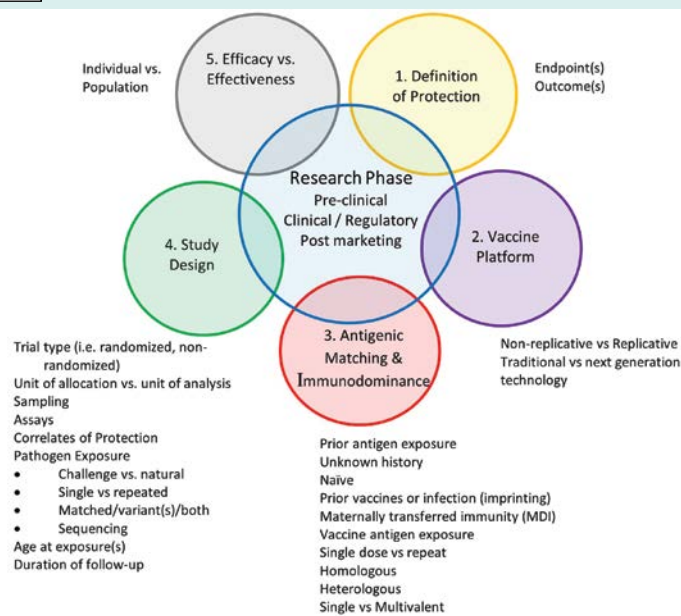 Individual vs.
Population
5. Efficacy vs.
Effectiveness
1. Definition
of Protection
Endpoint(s)
Outcome(s)
Research Phase
Pre-clinical
Clinical / Regulatory
Post marketing
4. Study
Design
2. Vaccine
Platform
3. Antigenic
Matching &
Immunodominance
Non-replicative vs Replicative
Traditional vs next generation
technology
Trial type (i.e. randomized, non-
randomized)
Unit of allocation vs. unit of analysis
Sampling
Assays
Correlates of Protection
Pathogen Exposure
• Challenge vs. natural
• Single vs repeated
• Matched/variant(s)/both
• Sequencing
Age at exposure(s)
Duration of follow-up
Prior antigen exposure
Unknown history
Naïve
Prior vaccines or infection (imprinting)
Maternally transferred immunity (MDI)
Vaccine antigen exposure
Single dose vs repeat
Homologous
Heterologous
Single vs Multivalent